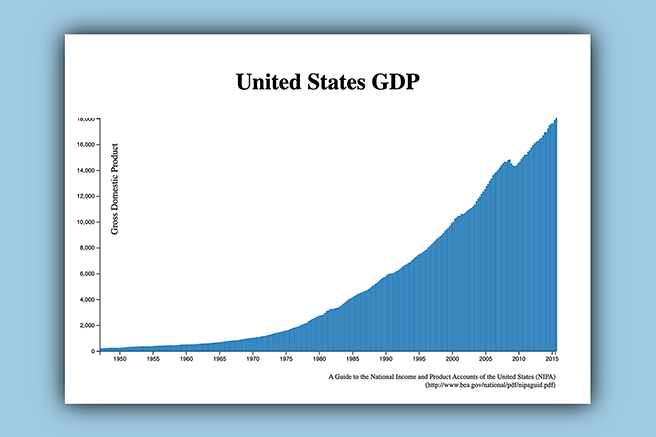 United States GDP
18,000
16,000
14,000
12,000
10,000
8,000
6,000
4,000
2,000
0
Gross Domestic Product
1950 1955 1960 1965 1970 1975 1980 1985 1990 1995 2000 2005 2010 2015
A Guide to the National Income and Product Accounts of the United States (NIPA)
(http://www.bea.gov/national/pdf/nipaguid.pdf)